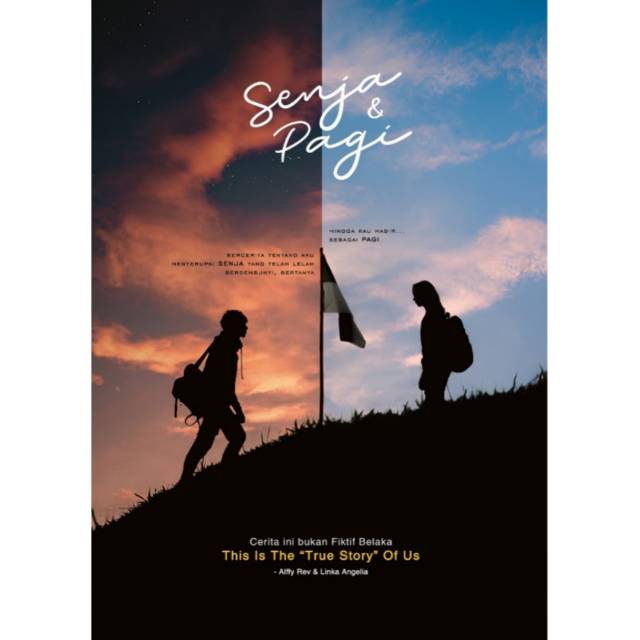 Senja
&
Pagi
HINGGA KAU HADIR...
SEBAGAI PAGI
BERCERITA TENTANG AKU
MENYERUPAI SENJA YANG TELAH LELAH
BERSEMBUNYI, BERTANYA
Cerita ini bukan Fiktif Belaka
This Is The “True Story” Of Us
- Alffy Rev & Linka Angelia